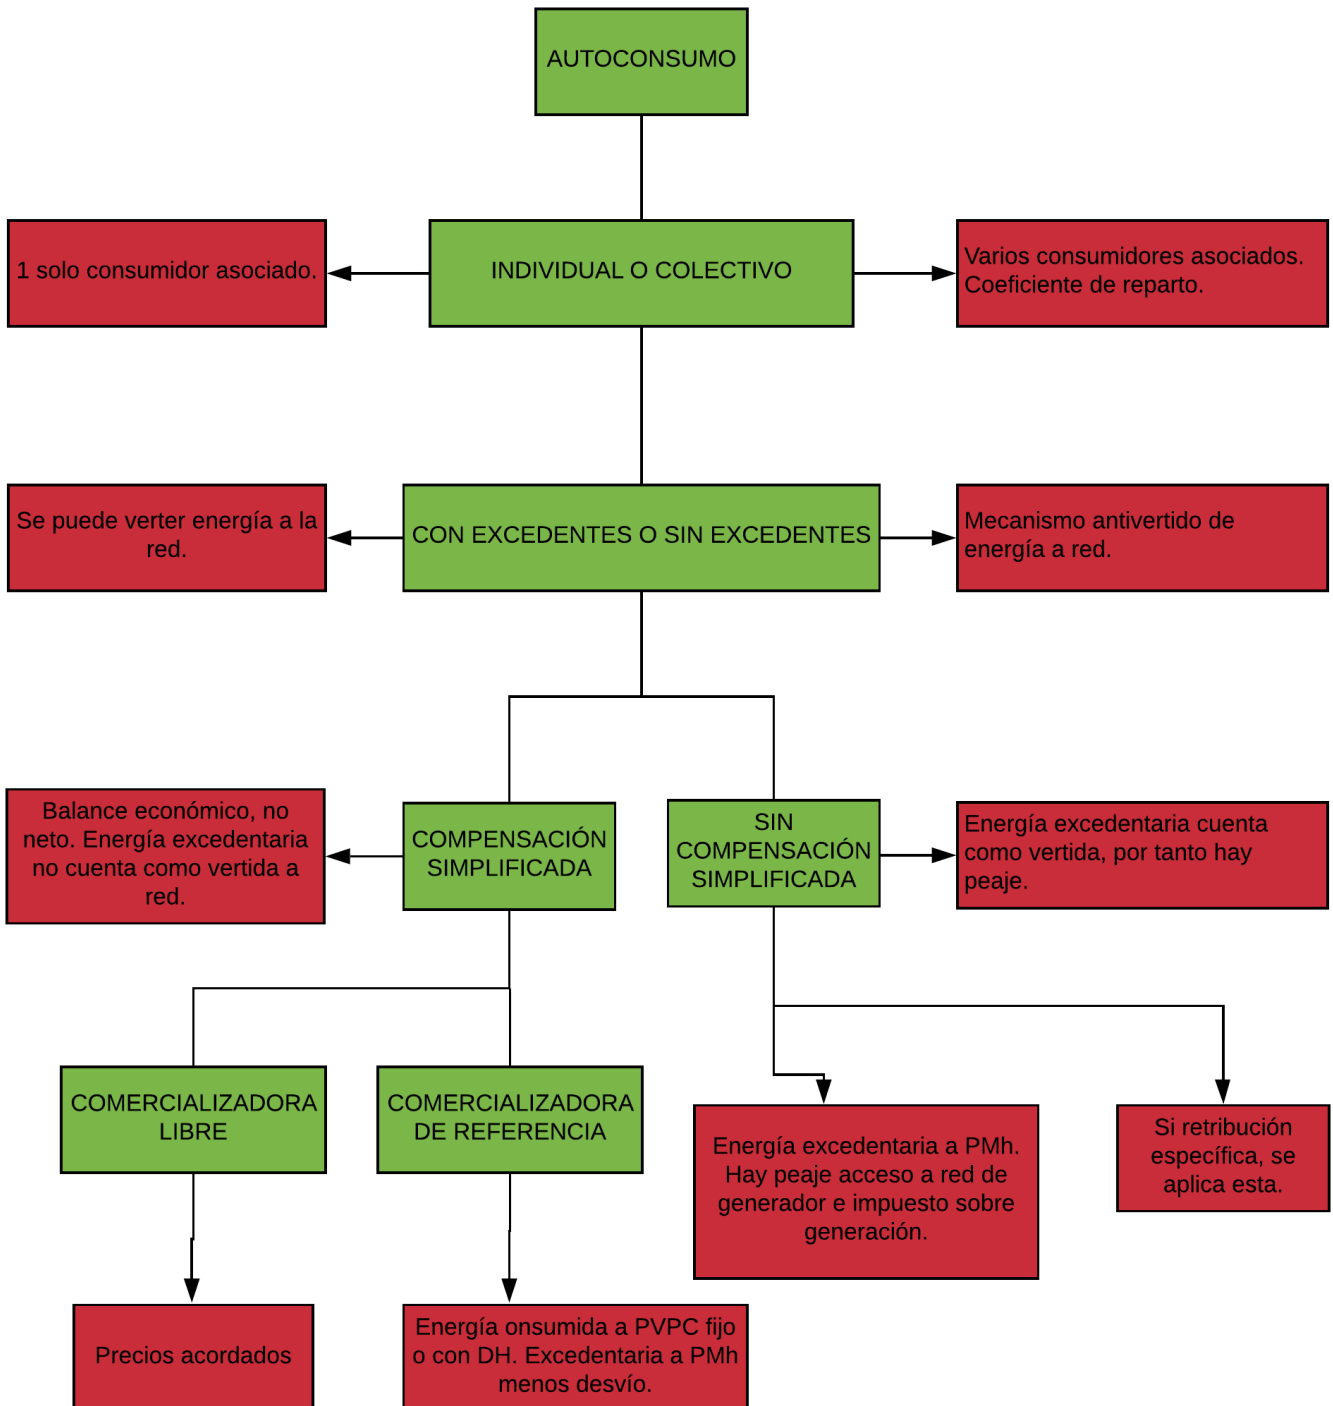 AUTOCONSUMO
1 solo consumidor asociado.
INDIVIDUAL O COLECTIVO
Varios consumidores asociados.
Coeficiente de reparto.
Se puede verter energía a la
red.
CON EXCEDENTES O SIN EXCEDENTES
Mecanismo antivertido de
energía a red.
Balance económico, no
neto. Energía excedentaria
no cuenta como vertida a
red.
COMPENSACIÓN
SIMPLIFICADA
SIN
COMPENSACIÓN
SIMPLIFICADA
Energía excedentaria cuenta
como vertida, por tanto hay
peaje.
COMERCIALIZADORA
LIBRE
COMERCIALIZADORA
DE REFERENCIA
Energía excedentaria a PMh.
Hay peaje acceso a red de
generador e impuesto sobre
generación.
Si retribución
específica, se
aplica esta.
Precios acordados
Energía onsumida a PVPC fijo
o con DH. Excedentaria a PMh
menos desvío.